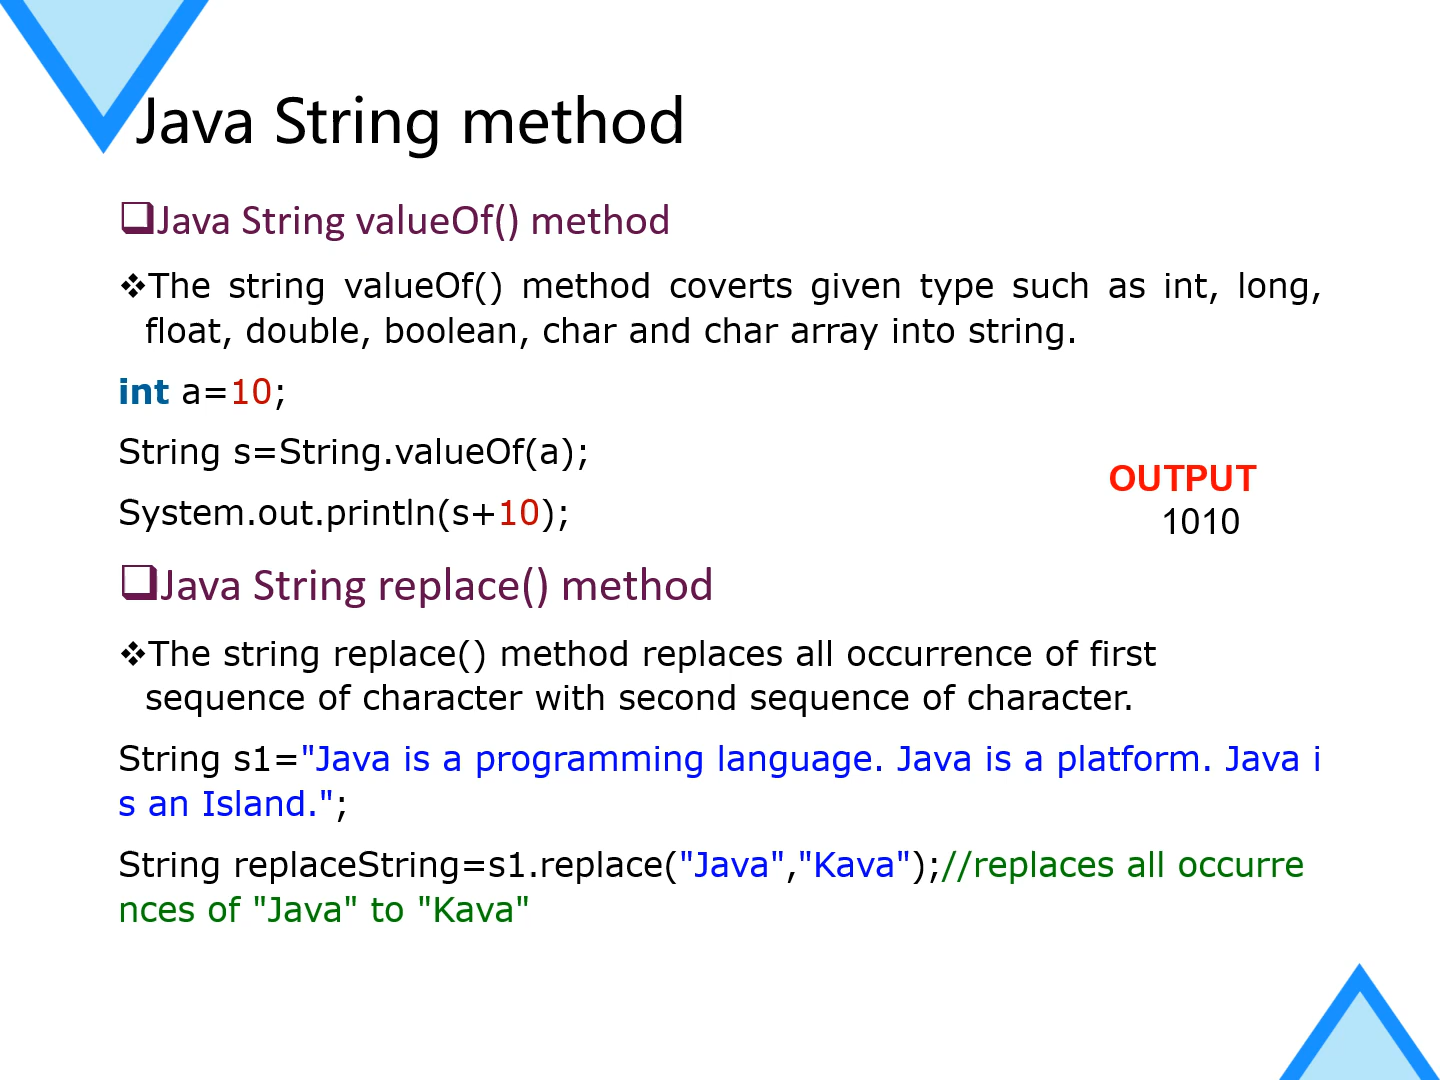 Java String method
❑Java String valueOf() method
❖The string valueOf() method coverts given type such as int, long,
float, double, boolean, char and char array into string.
int a=10;
String s=String.valueOf(a);
OUTPUT
System.out.println(s+10);
1010
❑Java String replace() method
❖The string replace() method replaces all occurrence of first
sequence of character with second sequence of character.
String s1="Java is a programming language. Java is a platform. Java i
s an Island.";
String replaceString=s1.replace("Java","Kava");//replaces all occurre
nces of "Java" to "Kava"